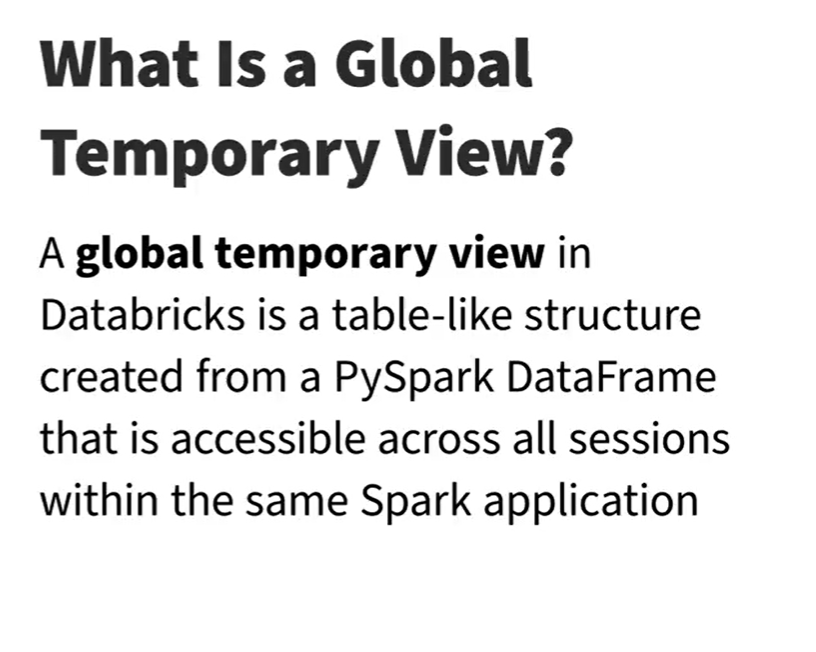 What Is a Global
Temporary View?
A global temporary view in
Databricks is a table-like structure
created from a PySpark DataFrame
that is accessible across all sessions
within the same Spark application